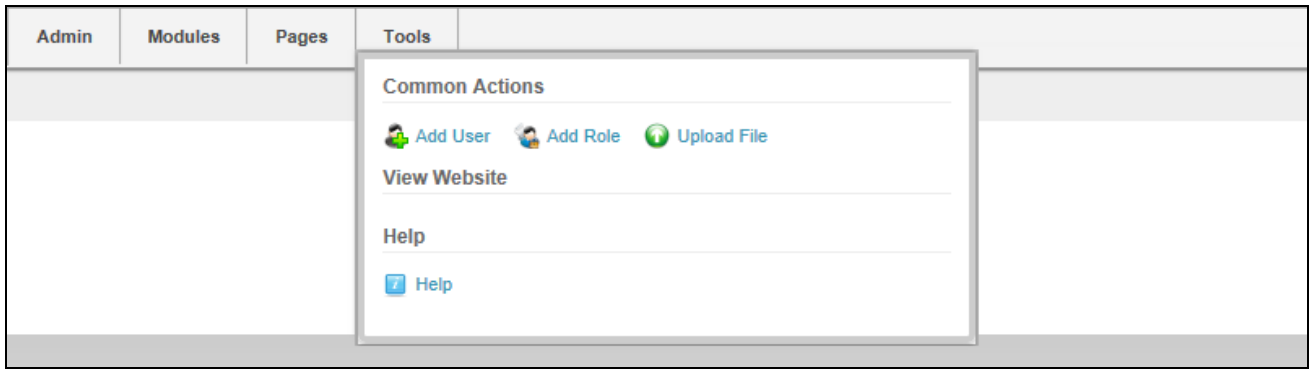 Admin Modules Pages Tools
Common Actions
Add User Add Role Upload File
View Website
Help
Help